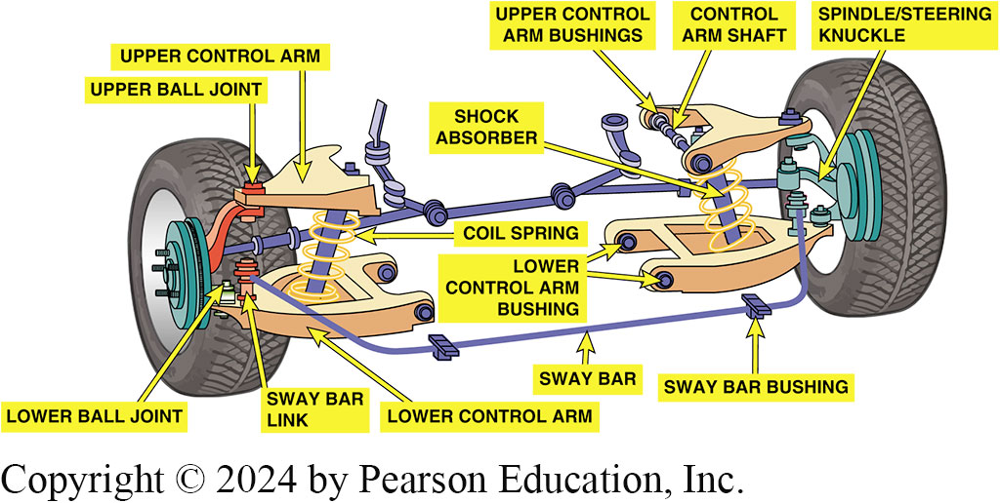 UPPER CONTROL
ARM BUSHINGS
CONTROL
ARM SHAFT
SPINDLE/STEERING
KNUCKLE
UPPER CONTROL ARM
UPPER BALL JOINT
SHOCK
ABSORBER
COIL SPRING
LOWER
CONTROL ARM
BUSHING
SWAY BAR
SWAY BAR BUSHING
LOWER BALL JOINT
SWAY BAR
LINK
LOWER CONTROL ARM
Copyright © 2024 by Pearson Education, Inc.